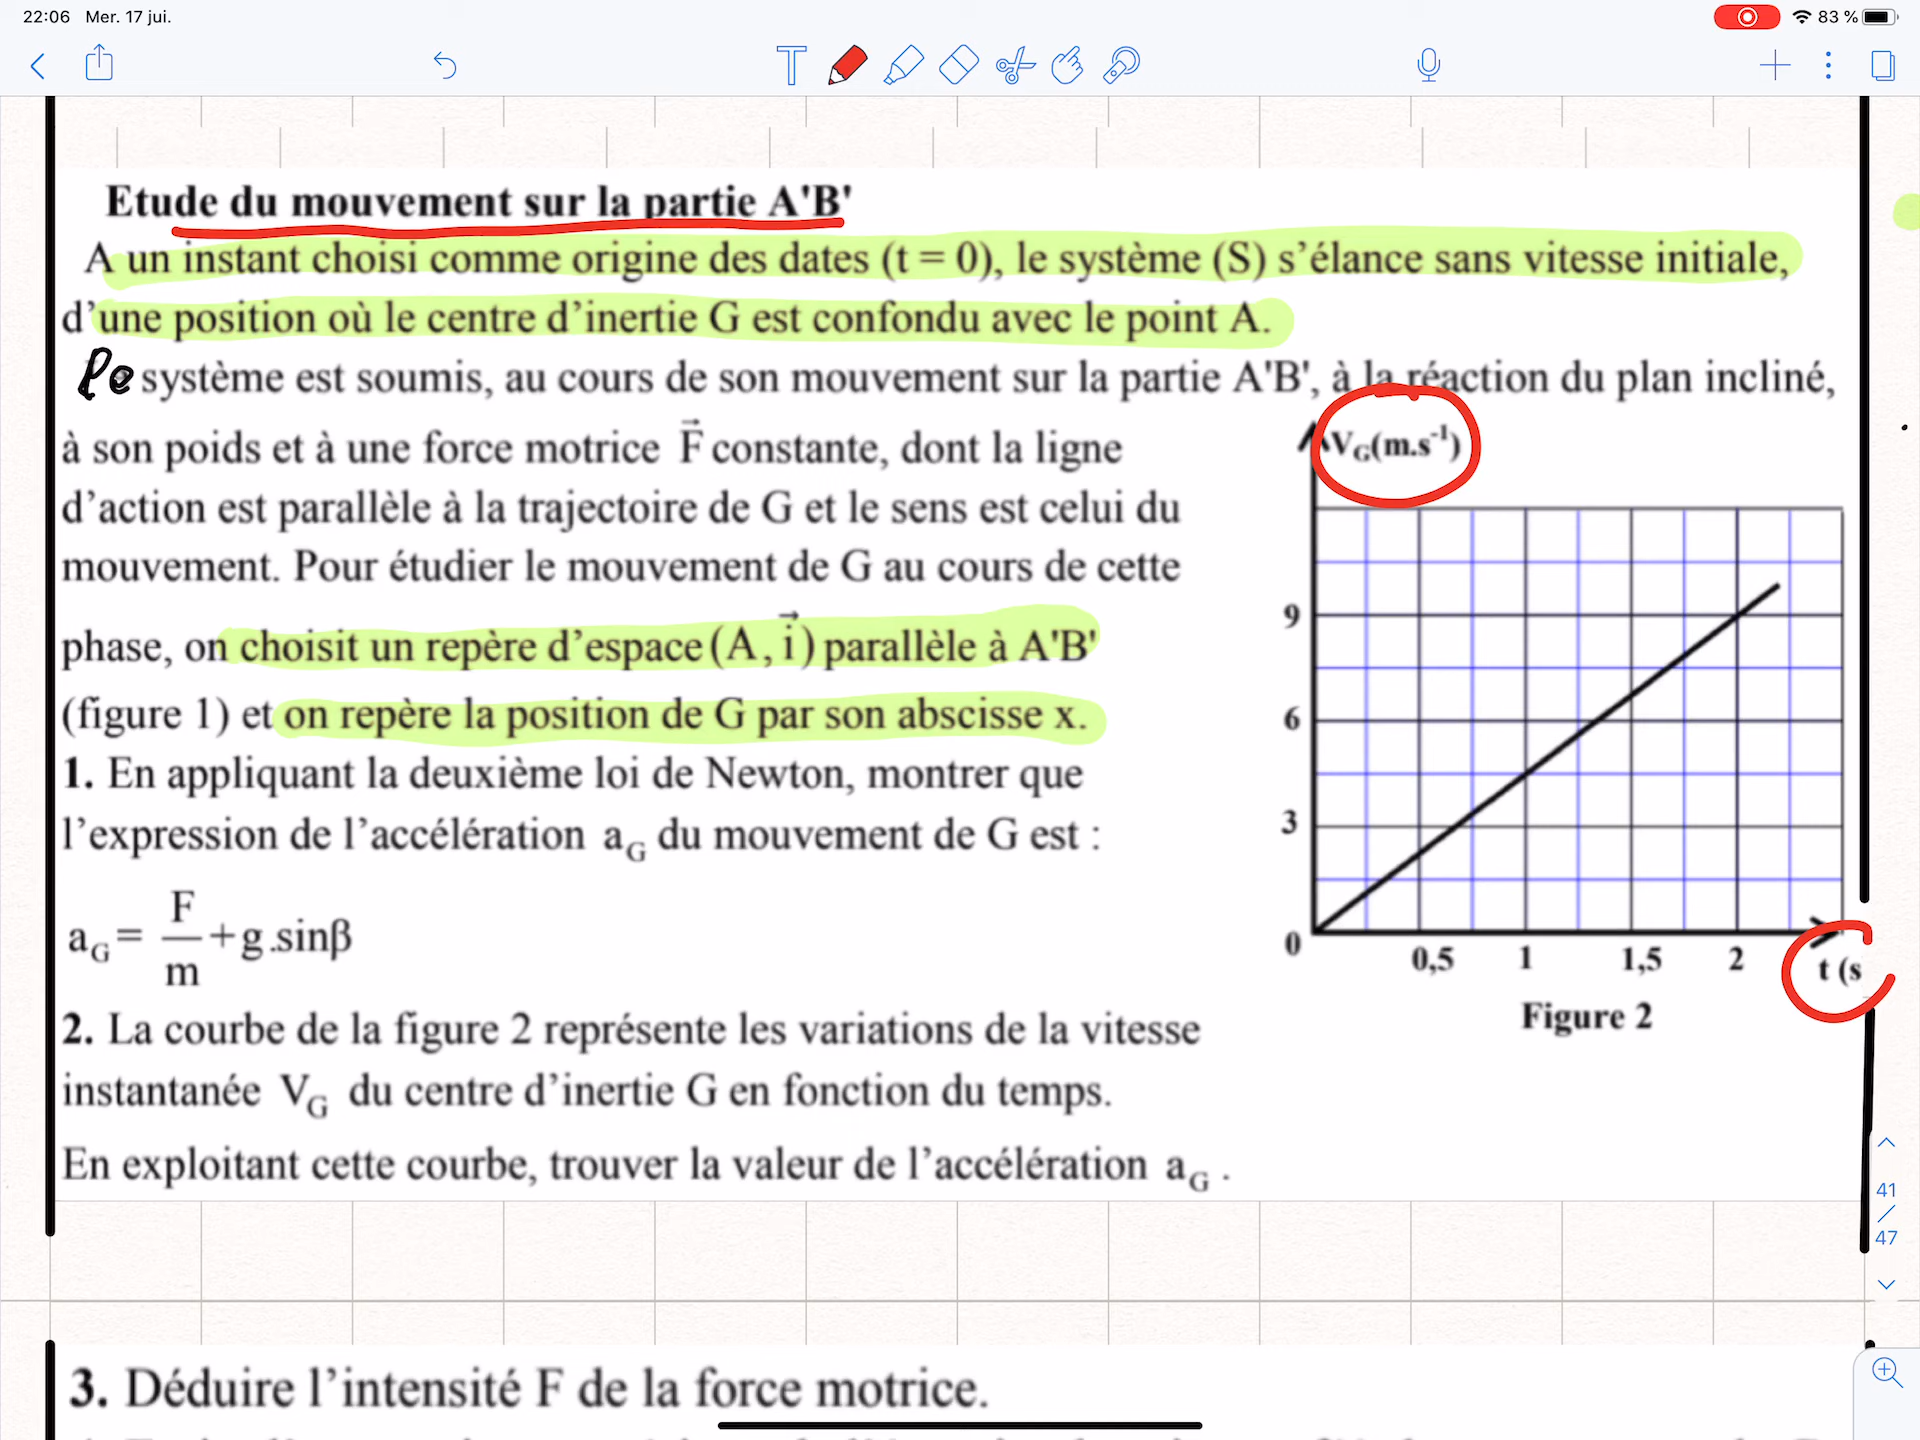 22:06 Mer. 17 jui.
83 %
Etude du mouvement sur la partie A'B'
A un instant choisi comme origine des dates (t = 0), le système (S) s'élance sans vitesse initiale,
d'une position où le centre d'inertie G est confondu avec le point A.
le système est soumis, au cours de son mouvement sur la partie A'B', à la réaction du plan incliné,
à son poids et à une force motrice F⃗ constante, dont la ligne
d'action est parallèle à la trajectoire de G et le sens est celui du
mouvement. Pour étudier le mouvement de G au cours de cette
phase, on choisit un repère d'espace (A, i⃗) parallèle à A'B'
(figure 1) et on repère la position de G par son abscisse x.
1. En appliquant la deuxième loi de Newton, montrer que
l'expression de l'accélération aG du mouvement de G est :
aG = F/m + g.sinβ
2. La courbe de la figure 2 représente les variations de la vitesse
instantanée VG du centre d'inertie G en fonction du temps.
En exploitant cette courbe, trouver la valeur de l'accélération aG .
VG(m.s⁻¹)
9
6
3
0
0,5 1 1,5 2 t (s
Figure 2
41
/
47
3. Déduire l'intensité F de la force motrice.